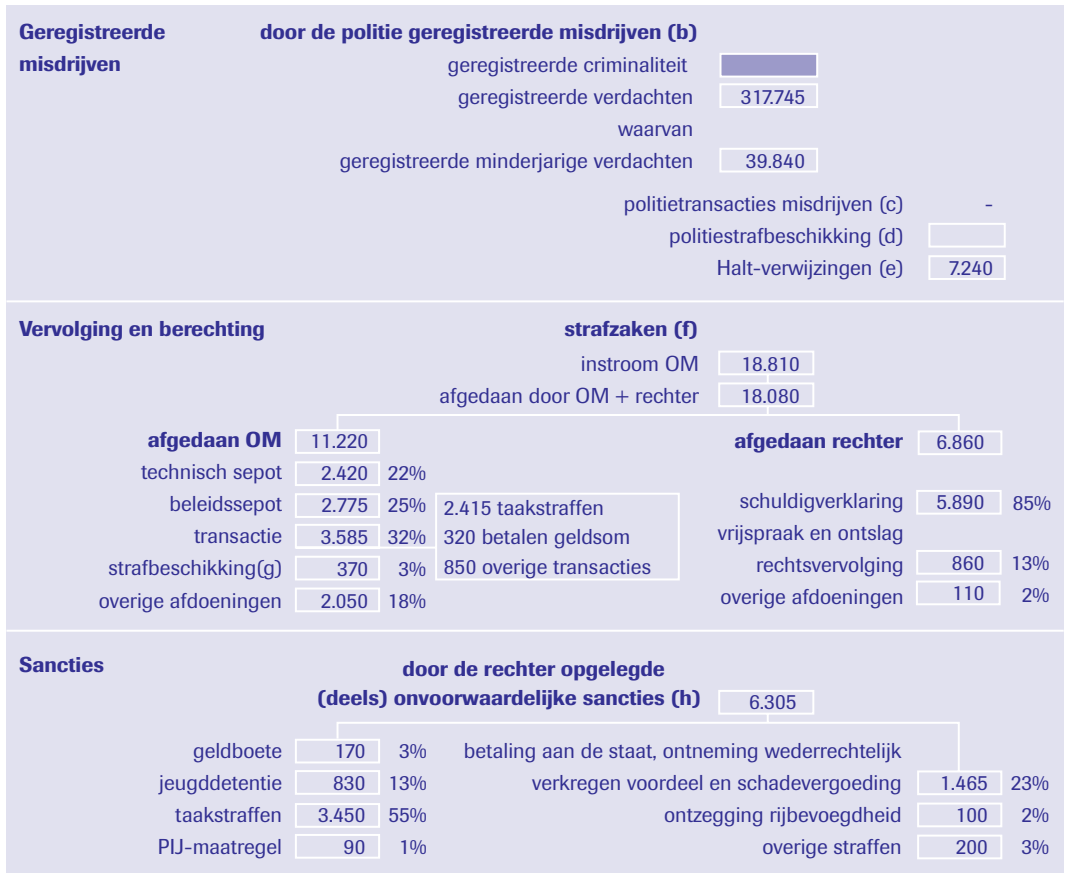 Geregistreerde
misdrijven
door de politie geregistreerde misdrijven (b)
geregistreerde criminaliteit
geregistreerde verdachten 317.745
waarvan
geregistreerde minderjarige verdachten 39.840
politietransacties misdrijven (c) -
politiestrafbeschikking (d)
Halt-verwijzingen (e) 7.240
Vervolging en berechting
strafzaken (f)
instroom OM 18.810
afgedaan door OM + rechter 18.080
afgedaan OM 11.220
technisch sepot 2.420 22%
beleidssepot 2.775 25%
transactie 3.585 32%
strafbeschikking(g) 370 3%
overige afdoeningen 2.050 18%
2.415 taakstraffen
320 betalen geldsom
850 overige transacties
afgedaan rechter 6.860
schuldigverklaring 5.890 85%
vrijspraak en ontslag
rechtsvervolging 860 13%
overige afdoeningen 110 2%
Sancties
door de rechter opgelegde
(deels) onvoorwaardelijke sancties (h) 6.305
geldboete 170 3%
jeugddetentie 830 13%
taakstraffen 3.450 55%
PIJ-maatregel 90 1%
betaling aan de staat, ontneming wederrechtelijk
verkregen voordeel en schadevergoeding 1.465 23%
ontzegging rijbevoegdheid 100 2%
overige straffen 200 3%